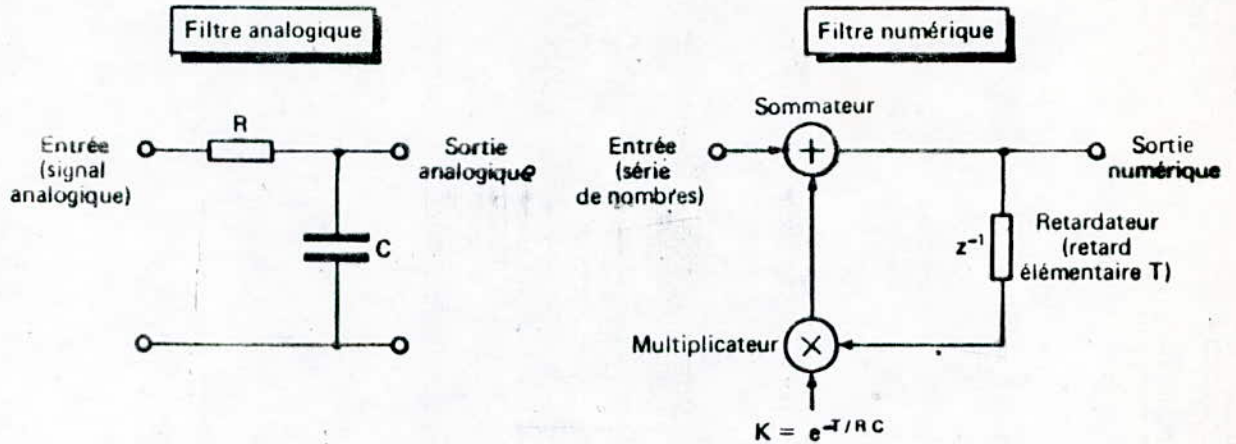 Filtre analogique
Entrée
(signal
analogique)
R
C
Sortie
analogique
Filtre numérique
Sommateur
Entrée
(série
de nombres)
+
Sortie
numérique
z⁻¹
Retardateur
(retard
élémentaire T)
Multiplicateur
×
K = e^-T/RC